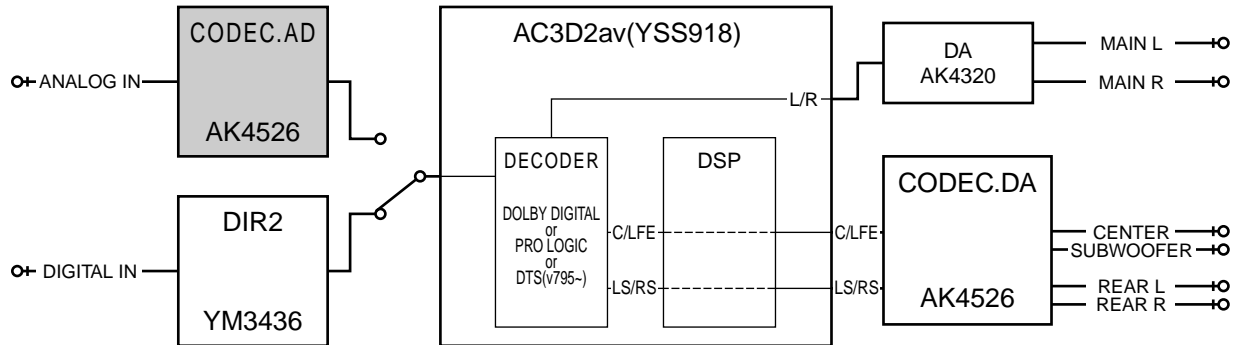 CODEC.AD
ANALOG IN
AK4526
DIR2
DIGITAL IN
YM3436
AC3D2av(YSS918)
L/R
DECODER
DOLBY DIGITAL
or
PRO LOGIC
or
DTS(v795~)
DSP
C/LFE
LS/RS
C/LFE
LS/RS
DA
AK4320
MAIN L
MAIN R
CODEC.DA
AK4526
CENTER
SUBWOOFER
REAR L
REAR R